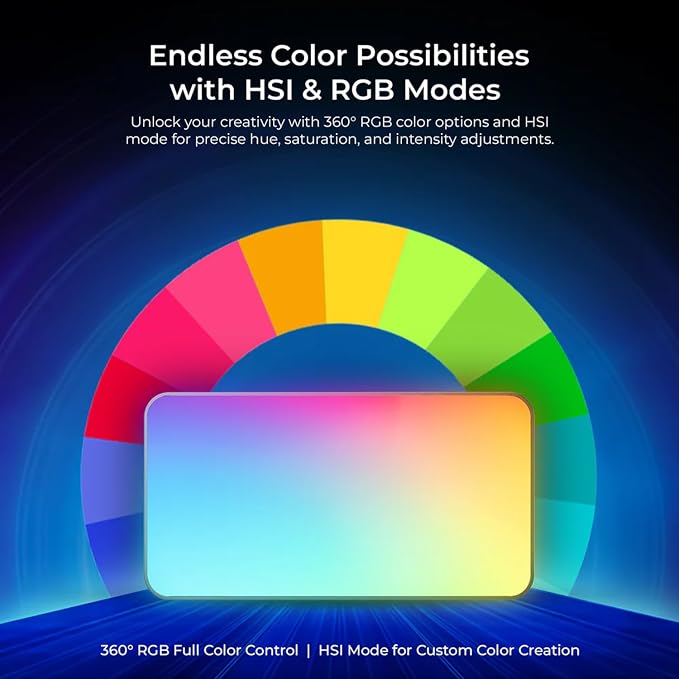 Endless Color Possibilities
with HSI & RGB Modes
Unlock your creativity with 360° RGB color options and HSI
mode for precise hue, saturation, and intensity adjustments.
360° RGB Full Color Control | HSI Mode for Custom Color Creation